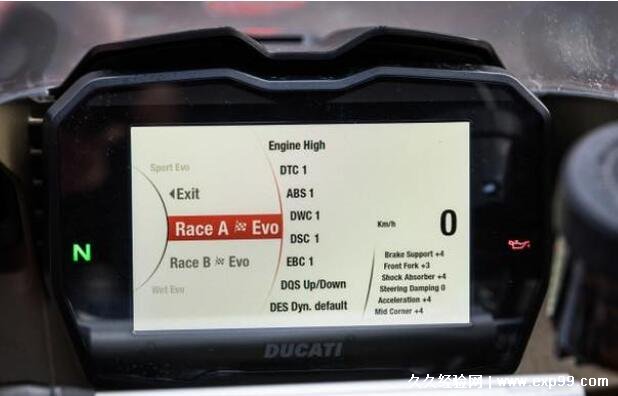 Sport Evo
Exit
Race A Evo
Race B Evo
Wet Evo
Engine High
DTC 1
ABS 1
DWC 1
DSC 1
EBC 1
DQS Up/Down
DES Dyn. default
Km/h
0
Brake Support +4
Front Fork +3
Shock Absorber +4
Steering Damping 0
Acceleration +4
Mid Corner +4
N
DUCATI
久久经验网 | www.exp99.com